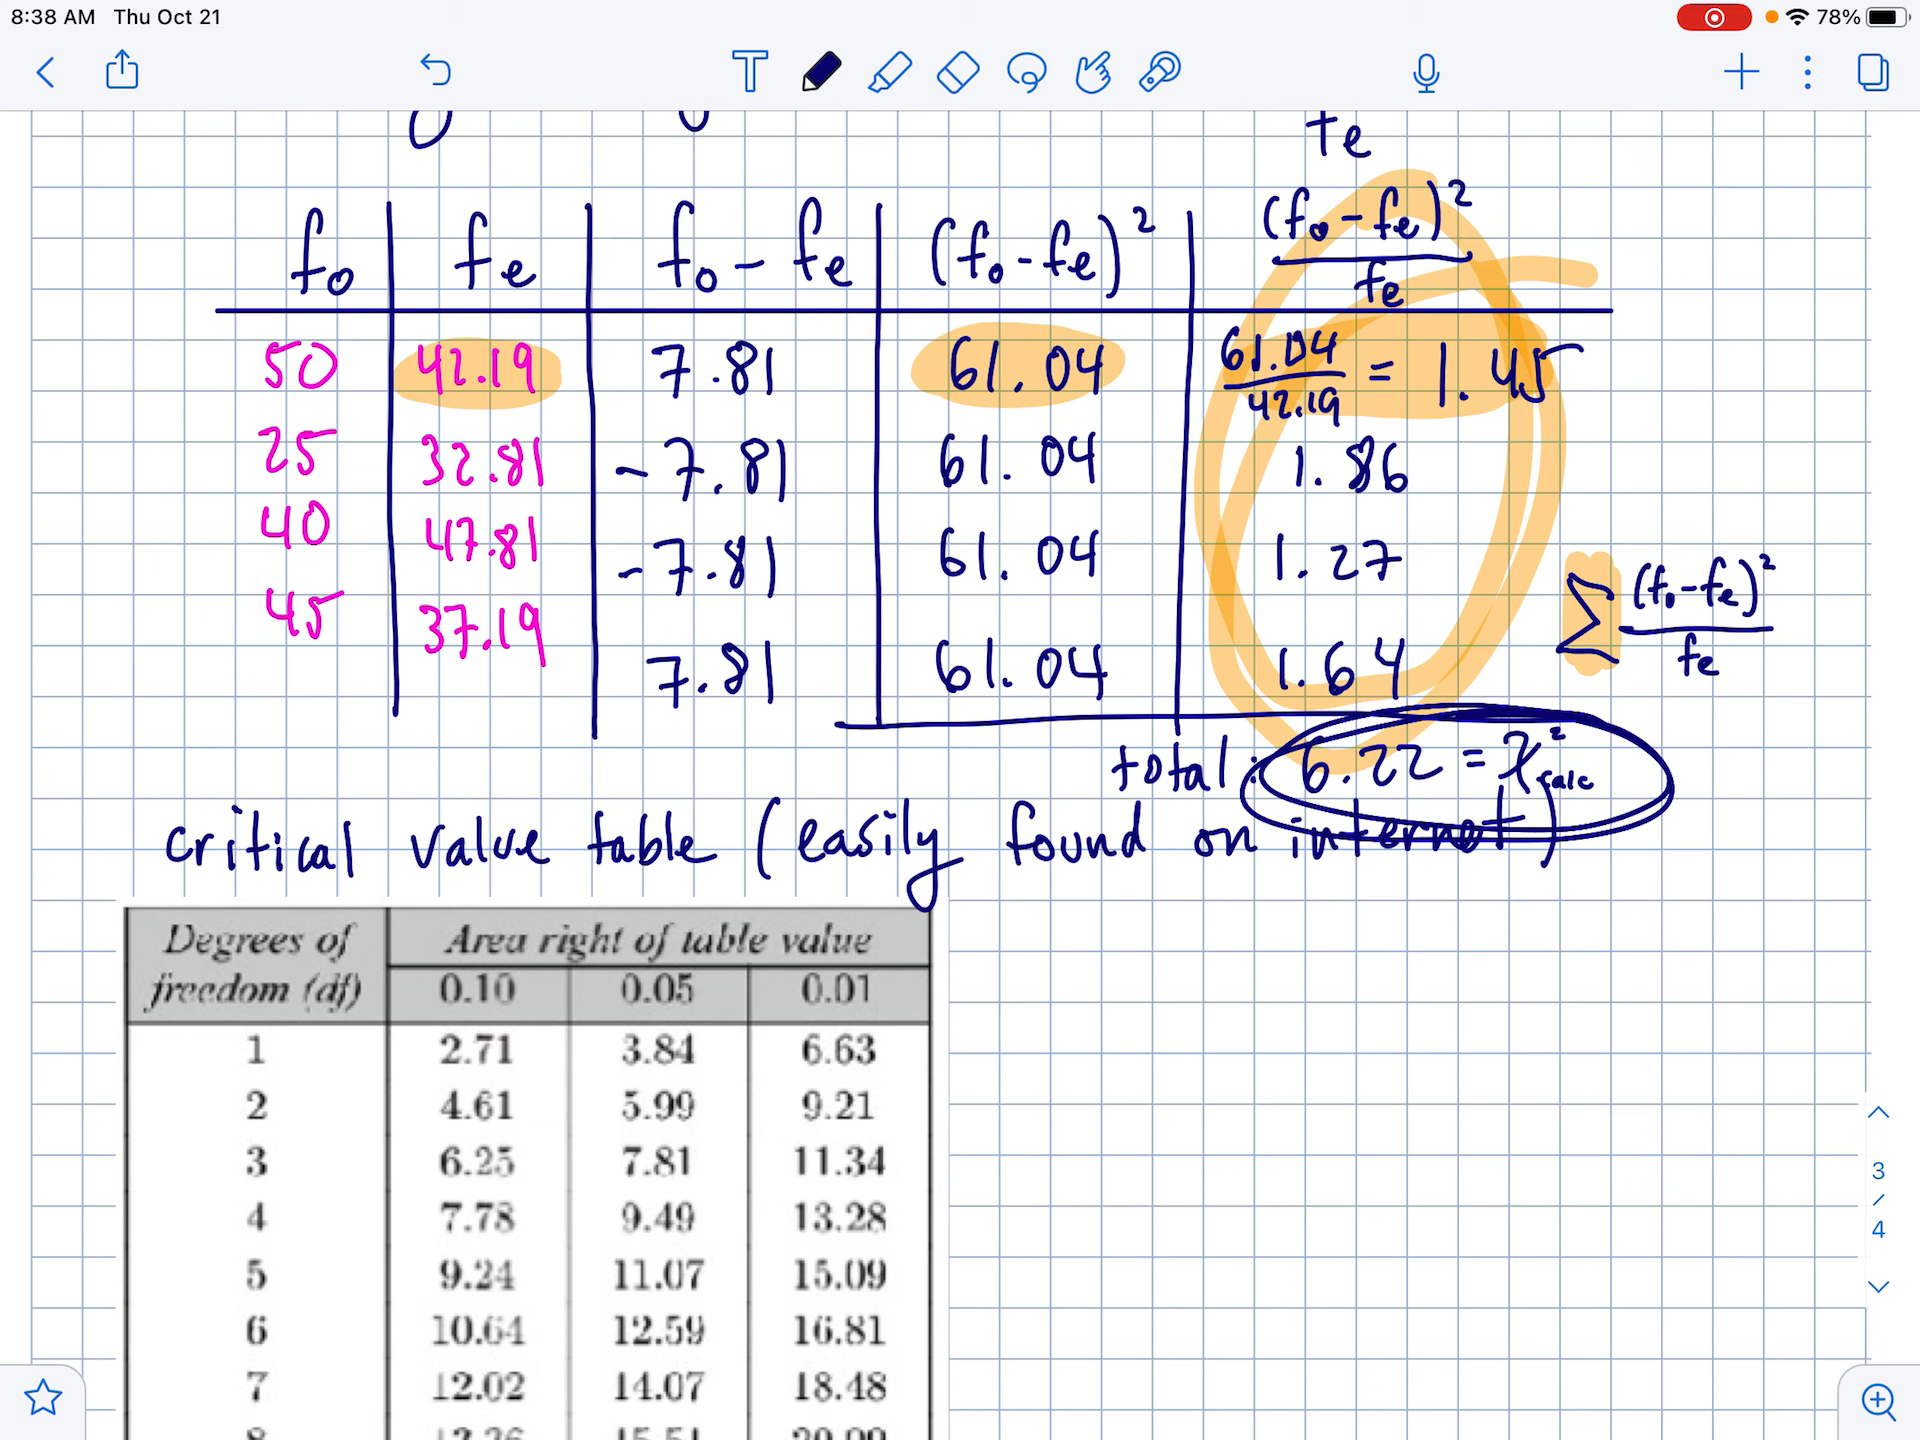 8:38 AM Thu Oct 21 78%
T
fe
fo fe fo - fe (fo-fe)² (fo-fe)²
fe
50 42.19 7.81 61.04 61.04 = 1.45
42.19
25 32.81 -7.81 61.04 1.86
40 47.81 -7.81 61.04 1.27
45 37.19 7.81 61.04 1.64
Σ (fo-fe)²
fe
total: 6.22 = χ²calc
critical value table (easily found on internet)
Degrees of freedom (df) Area right of table value
0.10 0.05 0.01
1 2.71 3.84 6.63
2 4.61 5.99 9.21
3 6.25 7.81 11.34
4 7.78 9.49 13.28
5 9.24 11.07 15.09
6 10.64 12.59 16.81
7 12.02 14.07 18.48
3
/
4